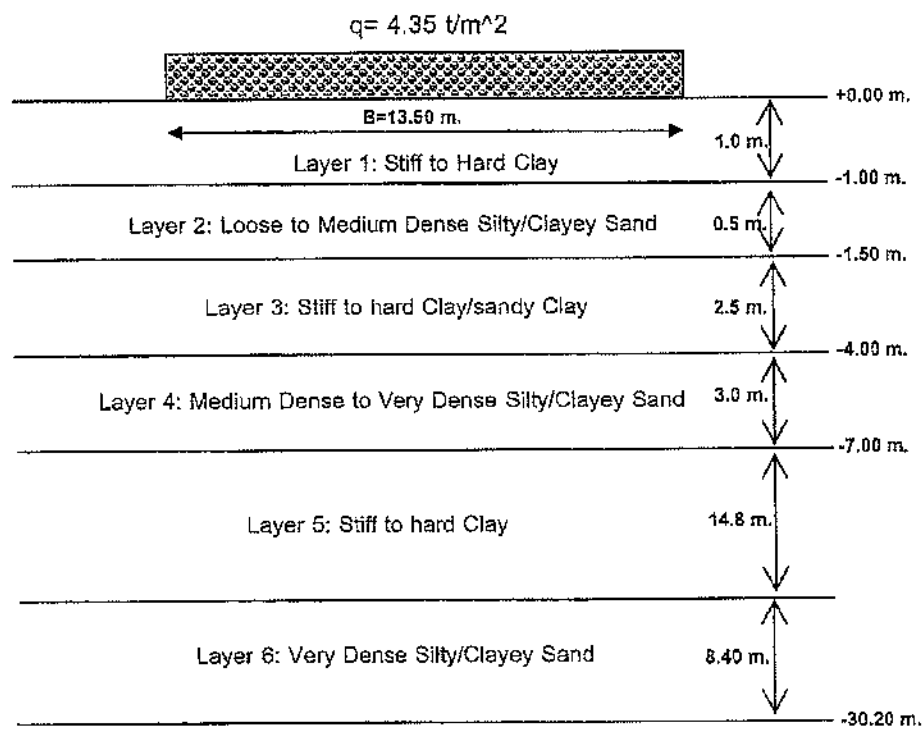 q= 4.35 t/m^2
+0.00 m.
B=13.50 m.
1.0 m.
Layer 1: Stiff to Hard Clay
-1.00 m.
Layer 2: Loose to Medium Dense Silty/Clayey Sand
0.5 m.
-1.50 m.
Layer 3: Stiff to hard Clay/sandy Clay
2.5 m.
-4.00 m.
Layer 4: Medium Dense to Very Dense Silty/Clayey Sand
3.0 m.
-7.00 m.
Layer 5: Stiff to hard Clay
14.8 m.
Layer 6: Very Dense Silty/Clayey Sand
8.40 m.
-30.20 m.